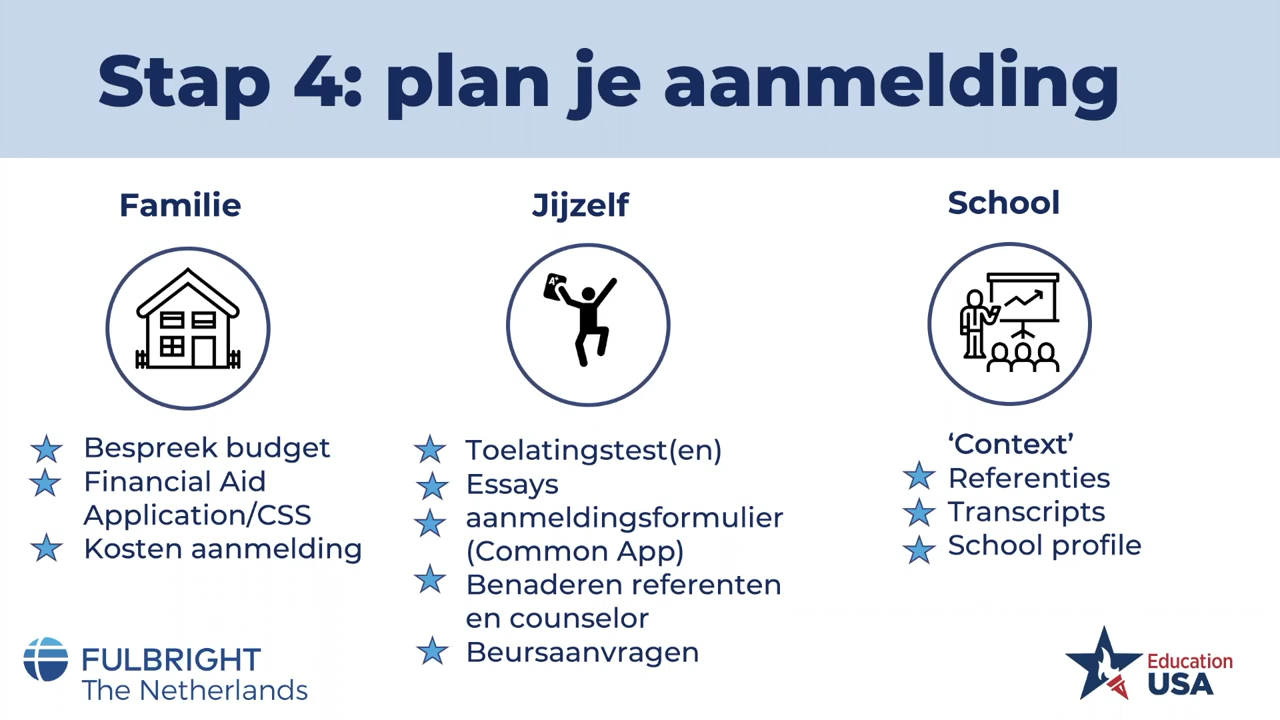 Stap 4: plan je aanmelding
Familie
Bespreek budget
Financial Aid
Application/CSS
Kosten aanmelding
Jijzelf
A+
Toelatingstest(en)
Essays
aanmeldingsformulier
(Common App)
Benaderen referenten
en counselor
Beursaanvragen
School
‘Context’
Referenties
Transcripts
School profile
FULBRIGHT
The Netherlands
Education
USA